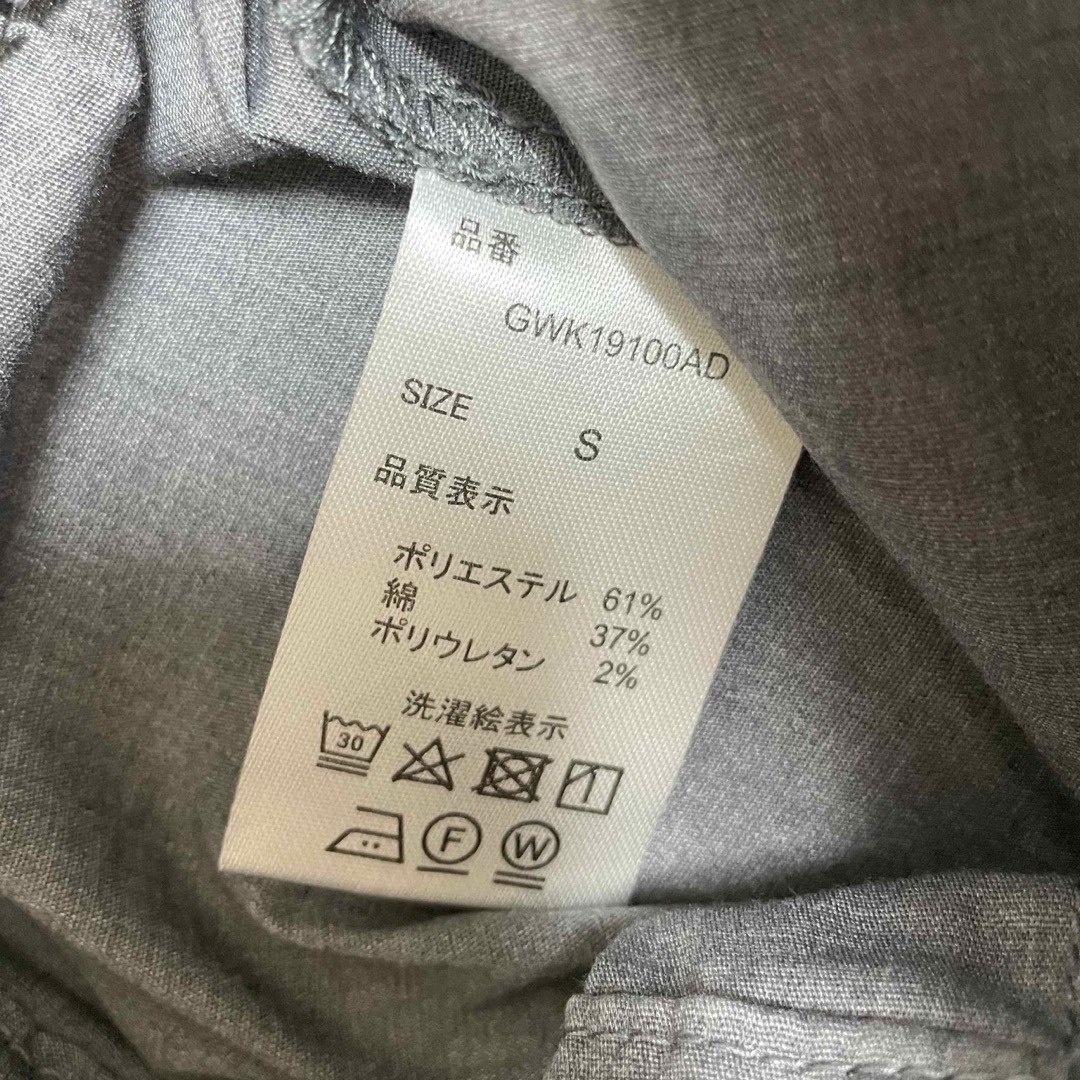 品番
GWK19100AD
SIZE S
品質表示
ポリエステル 61%
綿 37%
ポリウレタン 2%
洗濯絵表示
30
F W